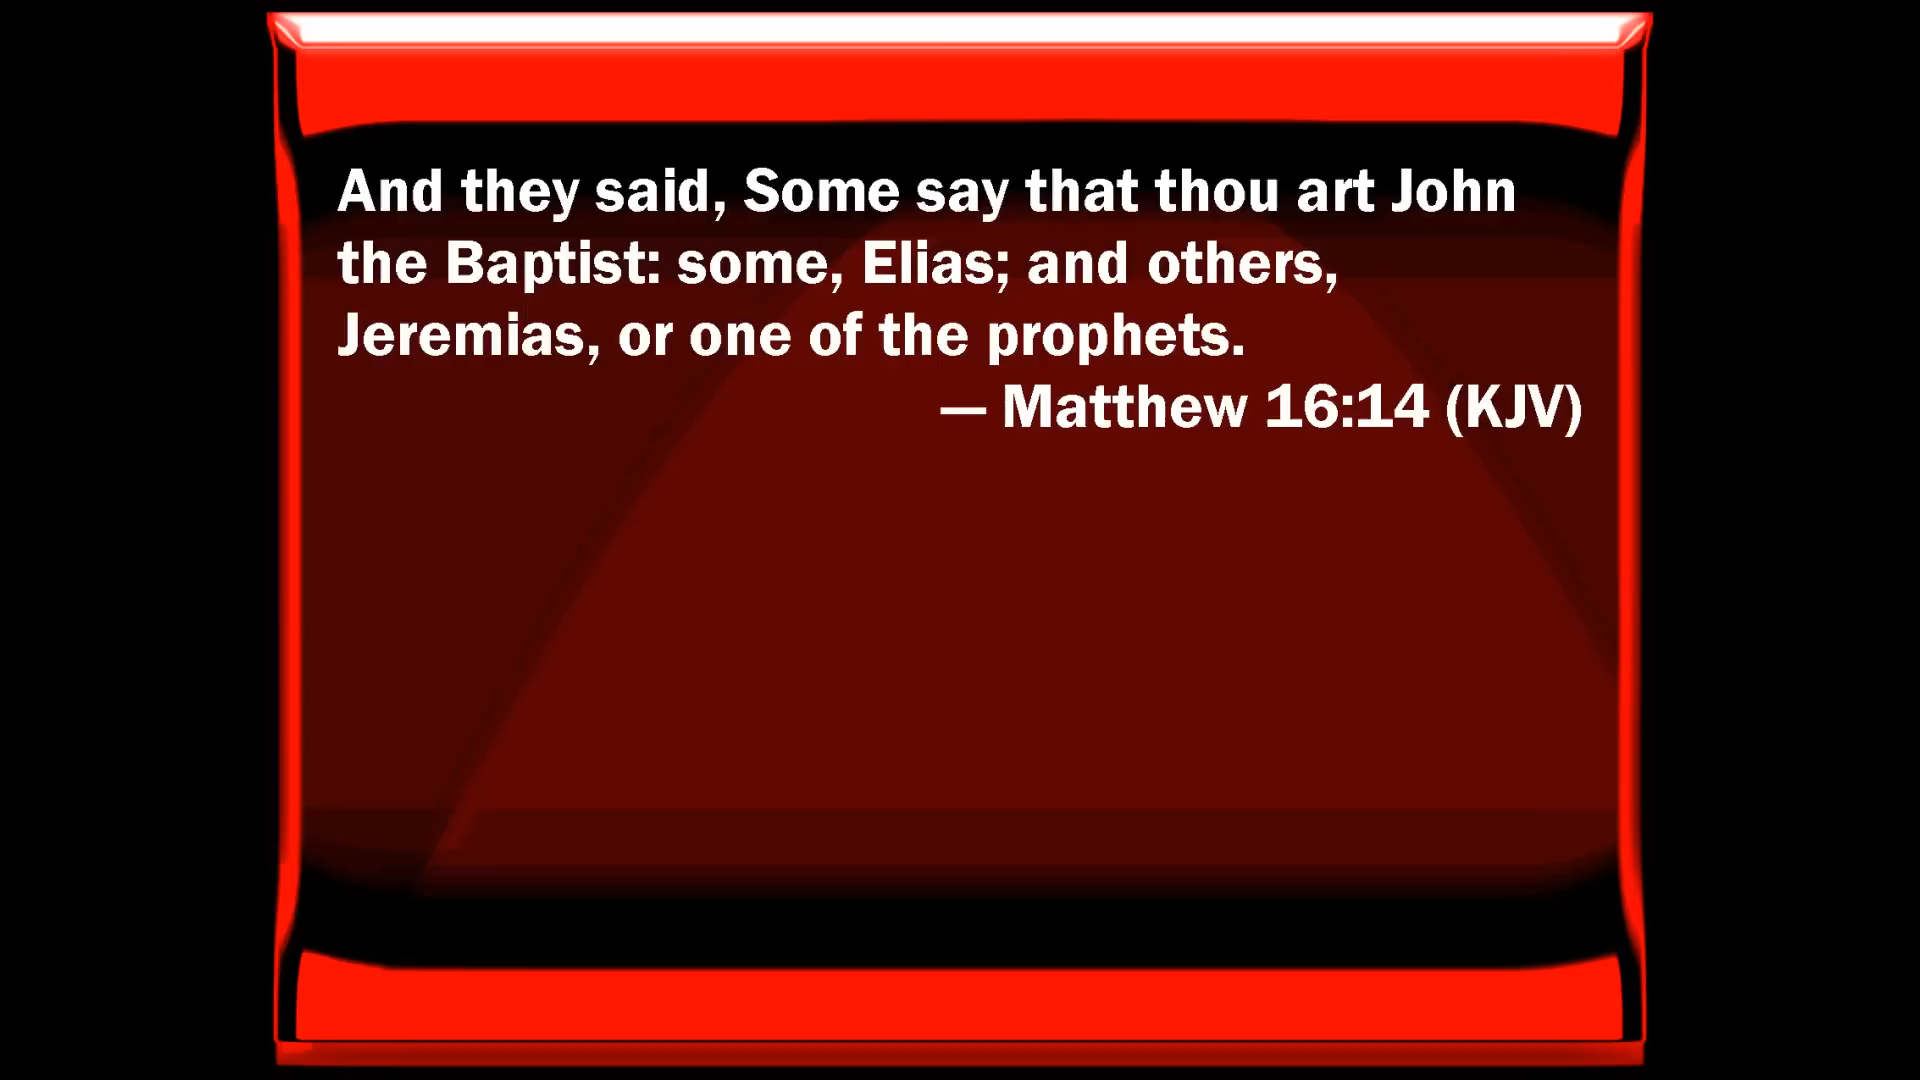 And they said, Some say that thou art John
the Baptist: some, Elias; and others,
Jeremias, or one of the prophets.
— Matthew 16:14 (KJV)